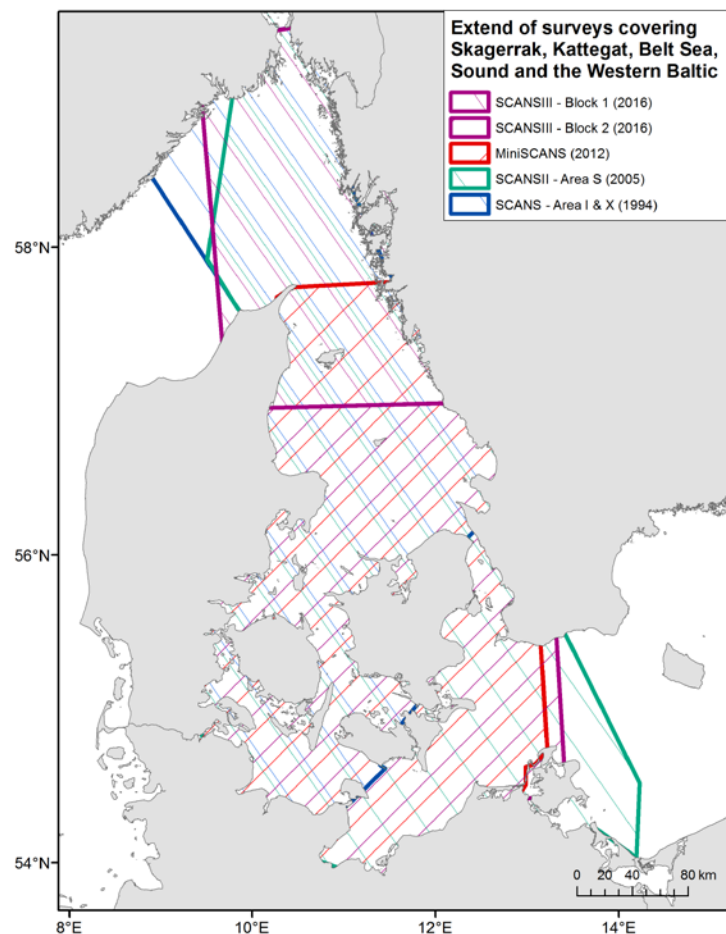 Extend of surveys covering
Skagerrak, Kattegat, Belt Sea,
Sound and the Western Baltic
SCANSIII - Block 1 (2016)
SCANSIII - Block 2 (2016)
MiniSCANS (2012)
SCANSII - Area S (2005)
SCANS - Area I & X (1994)
58°N
56°N
54°N
0 20 40 80 km
8°E 10°E 12°E 14°E